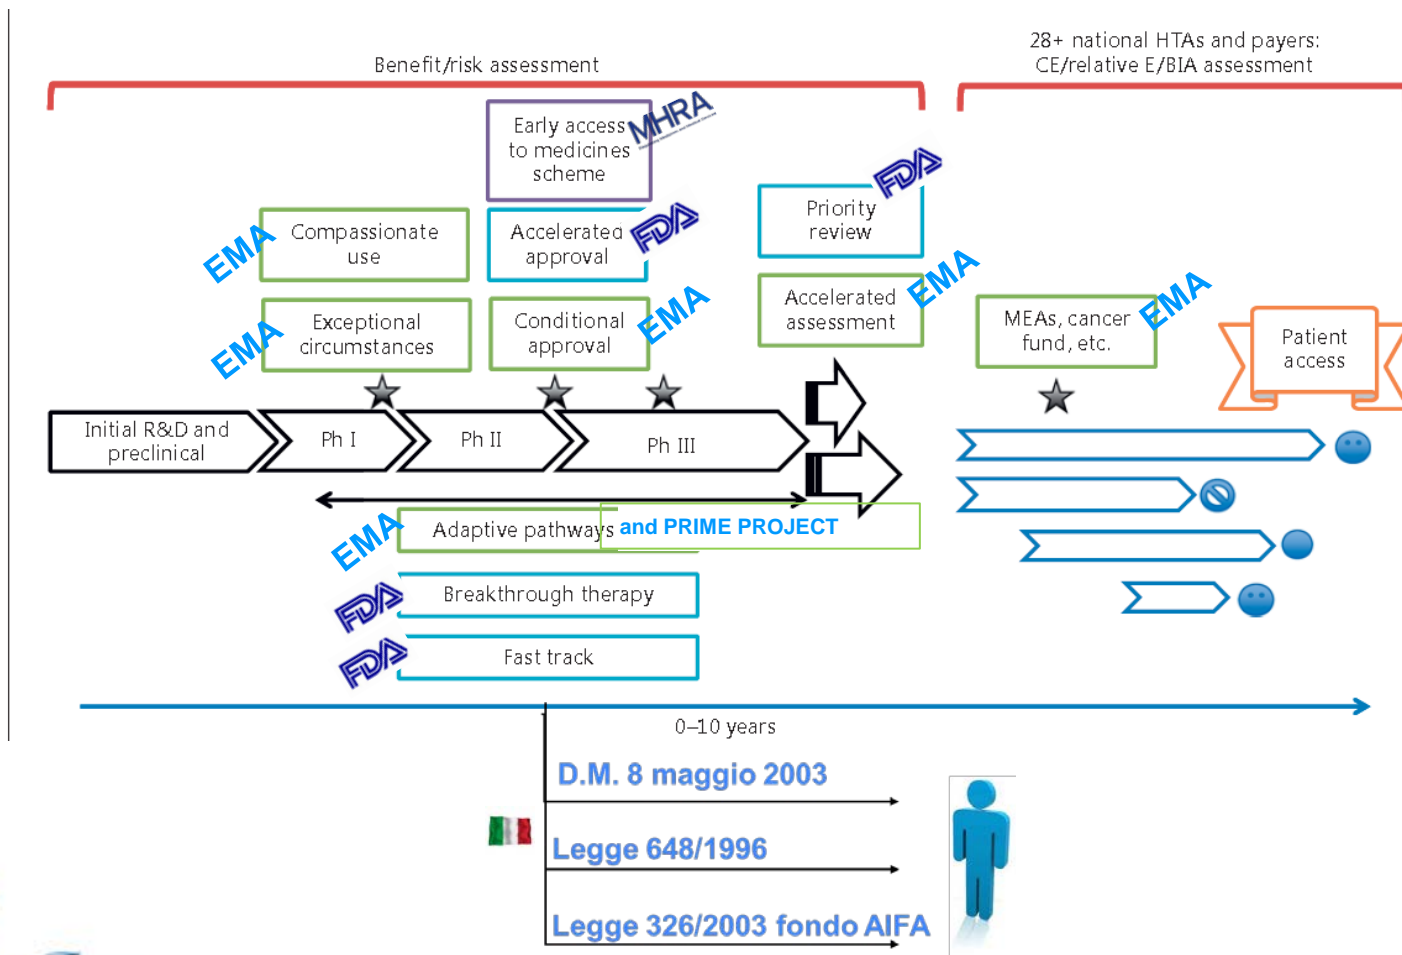 Benefit/risk assessment
28+ national HTAs and payers:
CE/relative E/BIA assessment
Early access
to medicines
scheme
MHRA
Compassionate
use
EMA
Accelerated
approval
FDA
Priority
review
FDA
Exceptional
circumstances
EMA
Conditional
approval
EMA
Accelerated
assessment
EMA
MEAs, cancer
fund, etc.
EMA
Patient
access
Initial R&D and
preclinical
Ph I
Ph II
Ph III
EMA
Adaptive pathways and PRIME PROJECT
FDA
Breakthrough therapy
FDA
Fast track
0–10 years
D.M. 8 maggio 2003
Legge 648/1996
Legge 326/2003 fondo AIFA